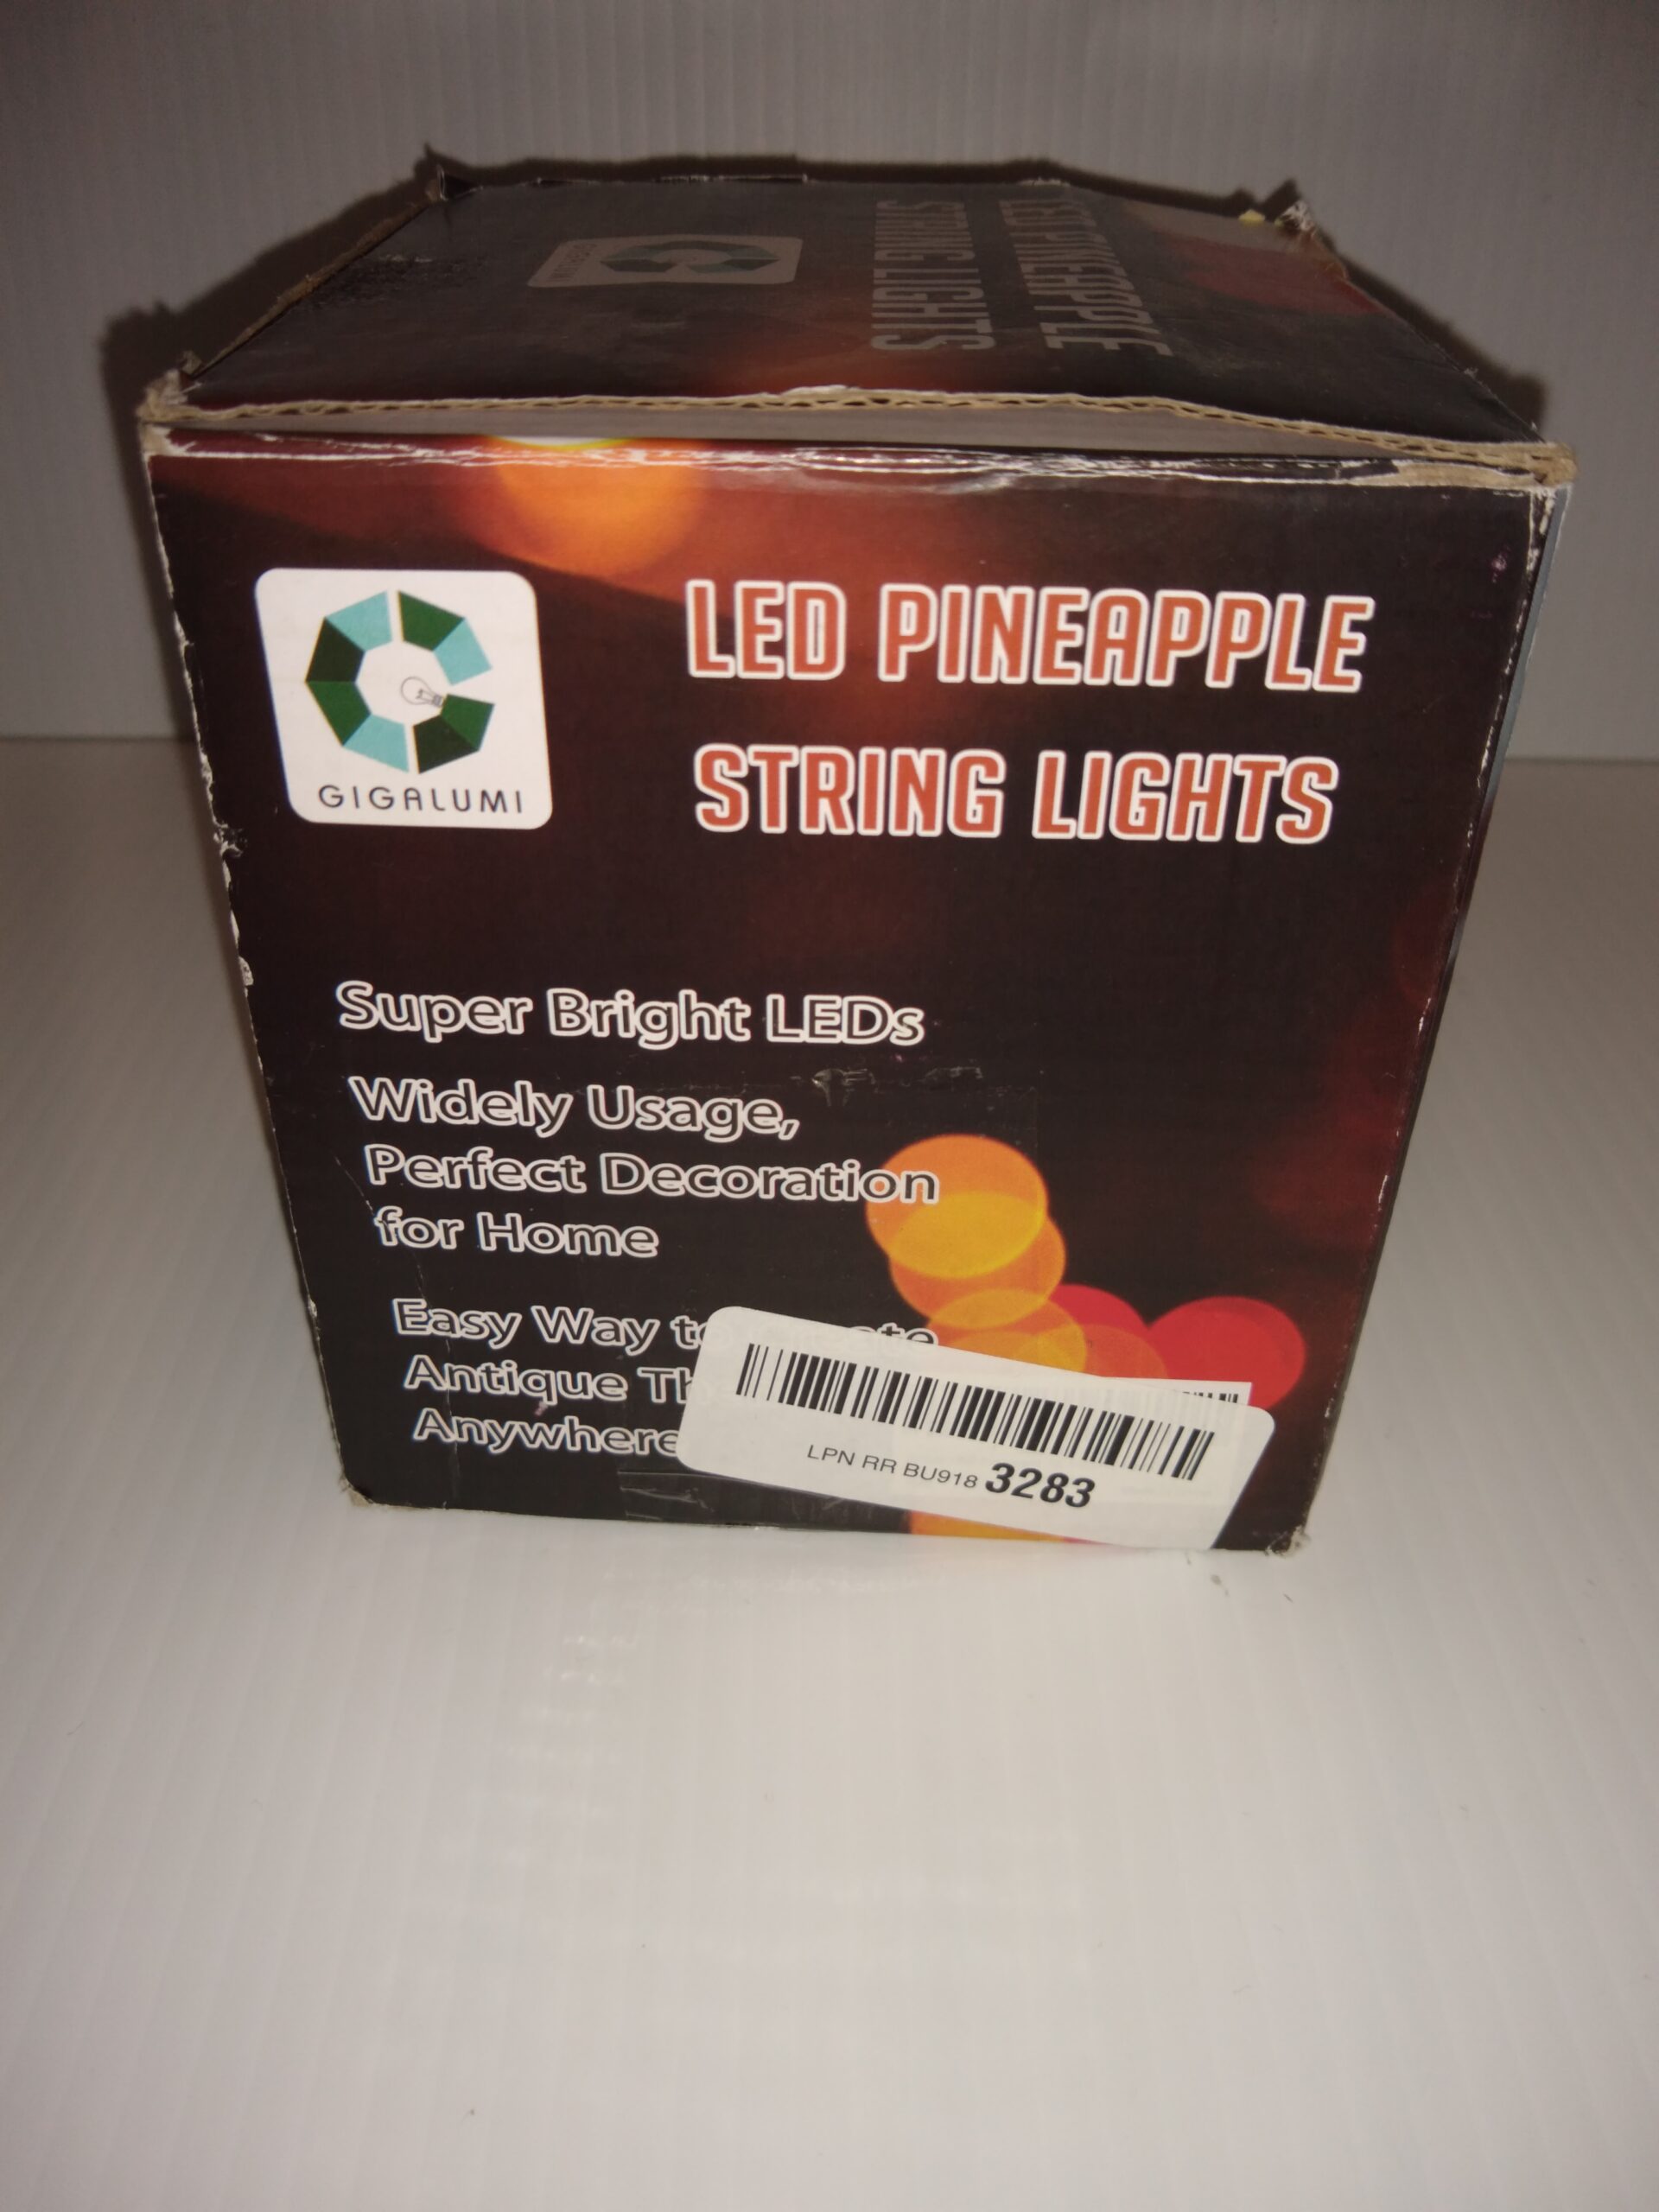 STRING LIGHTS
LED PINEAPPLE
GIGALUMI
LED PINEAPPLE
STRING LIGHTS
Super Bright LEDs
Widely Usage,
Perfect Decoration
for Home
Easy Way to
Antique
Anywhere
LPN RR BU918 3283